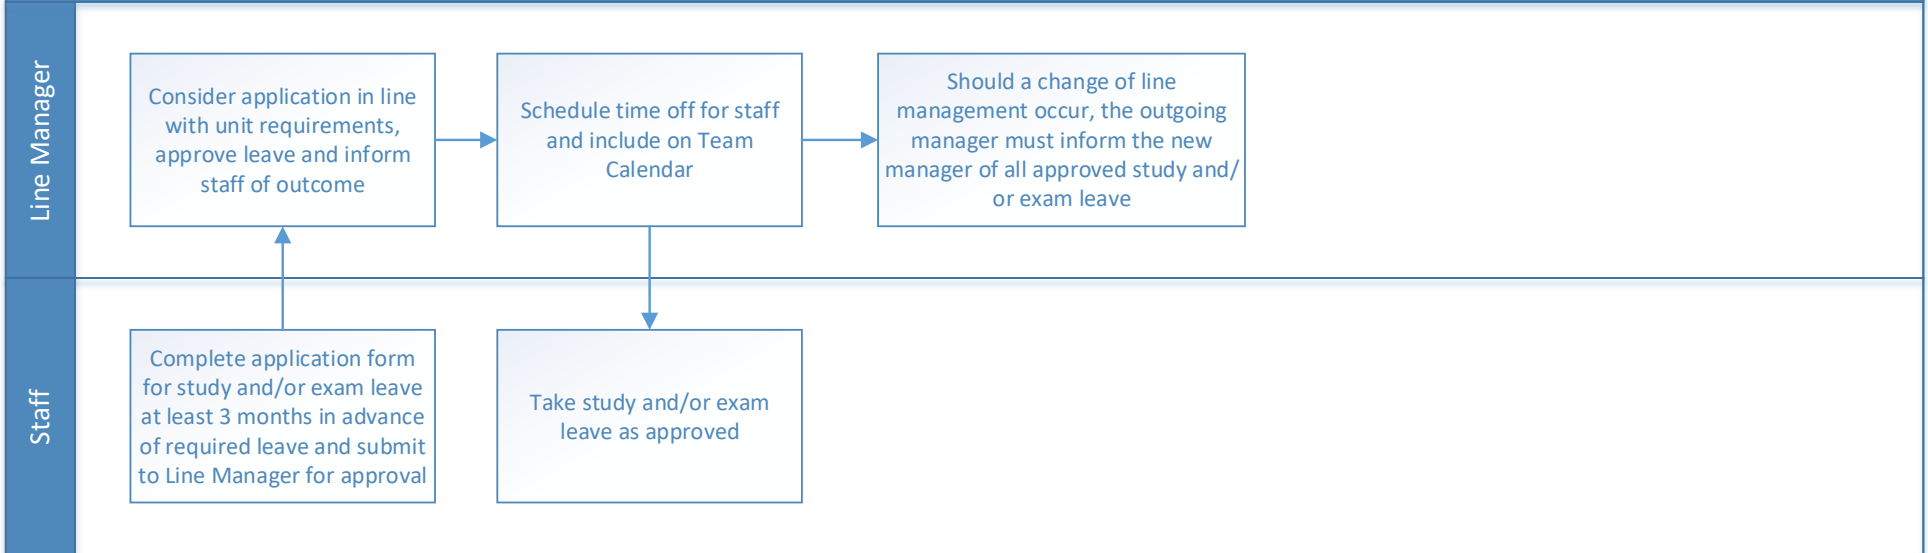 Line Manager
Consider application in line
with unit requirements,
approve leave and inform
staff of outcome
Schedule time off for staff
and include on Team
Calendar
Should a change of line
management occur, the outgoing
manager must inform the new
manager of all approved study and/
or exam leave
Staff
Complete application form
for study and/or exam leave
at least 3 months in advance
of required leave and submit
to Line Manager for approval
Take study and/or exam
leave as approved